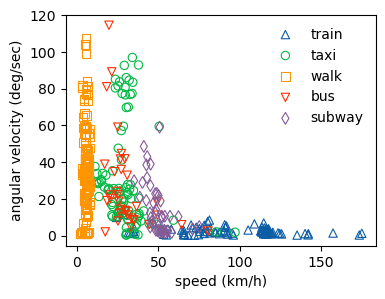 120
100
80
60
40
20
0
angular velocity (deg/sec)
train
taxi
walk
bus
subway
0 50 100 150
speed (km/h)